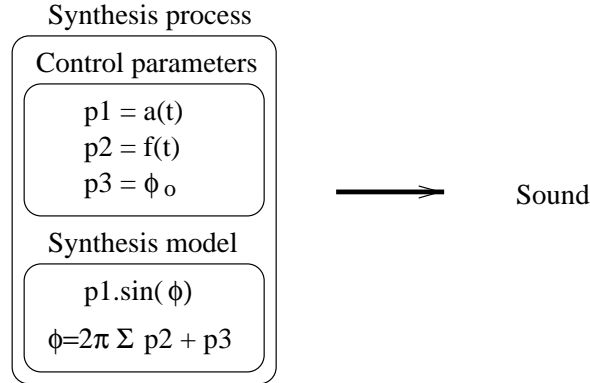 Synthesis process
Control parameters
p1 = a(t)
p2 = f(t)
p3 = ϕ o
Sound
Synthesis model
p1.sin( ϕ)
ϕ=2π Σ p2 + p3